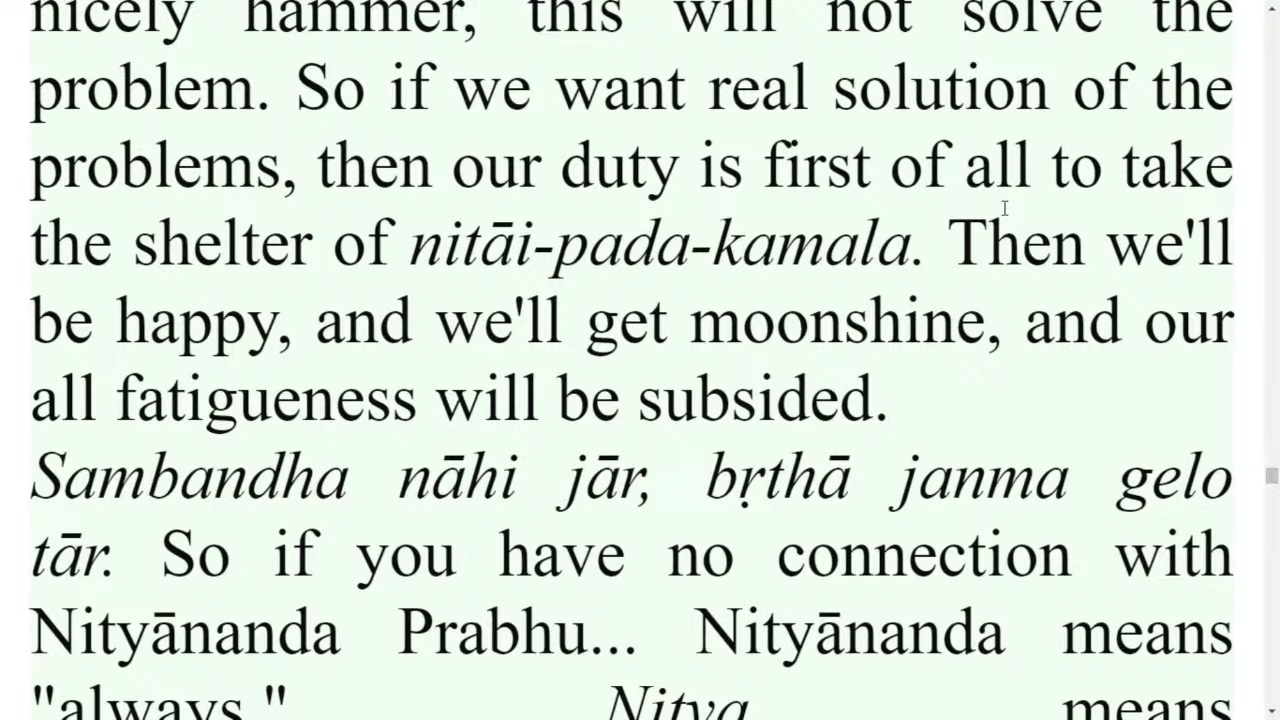 nicely hammer, this will not solve the
problem. So if we want real solution of the
problems, then our duty is first of all to take
the shelter of nitāi-pada-kamala. Then we'll
be happy, and we'll get moonshine, and our
all fatigueness will be subsided.
Sambandha nāhi jār, bṛthā janma gelo
tār. So if you have no connection with
Nityānanda Prabhu... Nityānanda means
"always." Nitya means